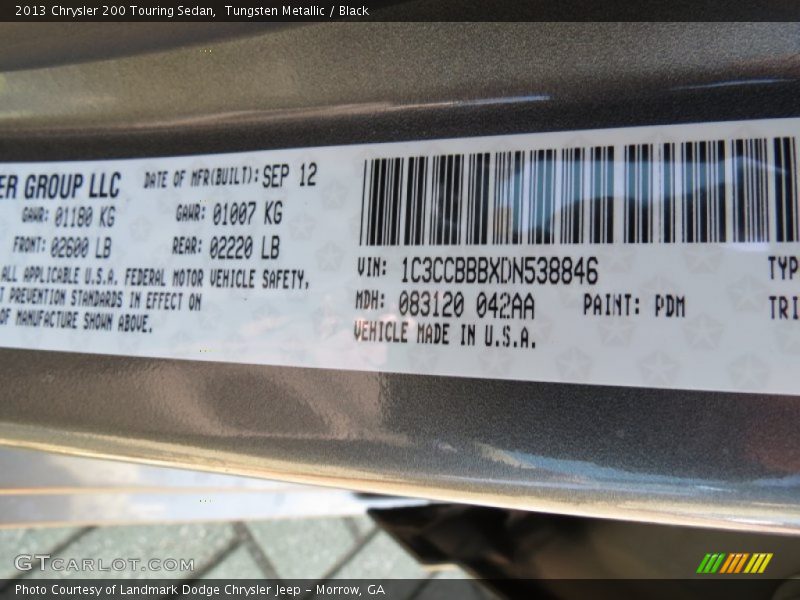 2013 Chrysler 200 Touring Sedan, Tungsten Metallic / Black
ER GROUP LLC
DATE OF MFR(BUILT): SEP 12
GAWR: 01180 KG
GAWR: 01007 KG
FRONT: 02600 LB
REAR: 02220 LB
ALL APPLICABLE U.S.A. FEDERAL MOTOR VEHICLE SAFETY,
T PREVENTION STANDARDS IN EFFECT ON
OF MANUFACTURE SHOWN ABOVE.
VIN: 1C3CCBBBXDN538846
TYP
MDH: 083120 042AA
PAINT: PDM
TRI
VEHICLE MADE IN U.S.A.
GTCARLOT.COM
Photo Courtesy of Landmark Dodge Chrysler Jeep - Morrow, GA